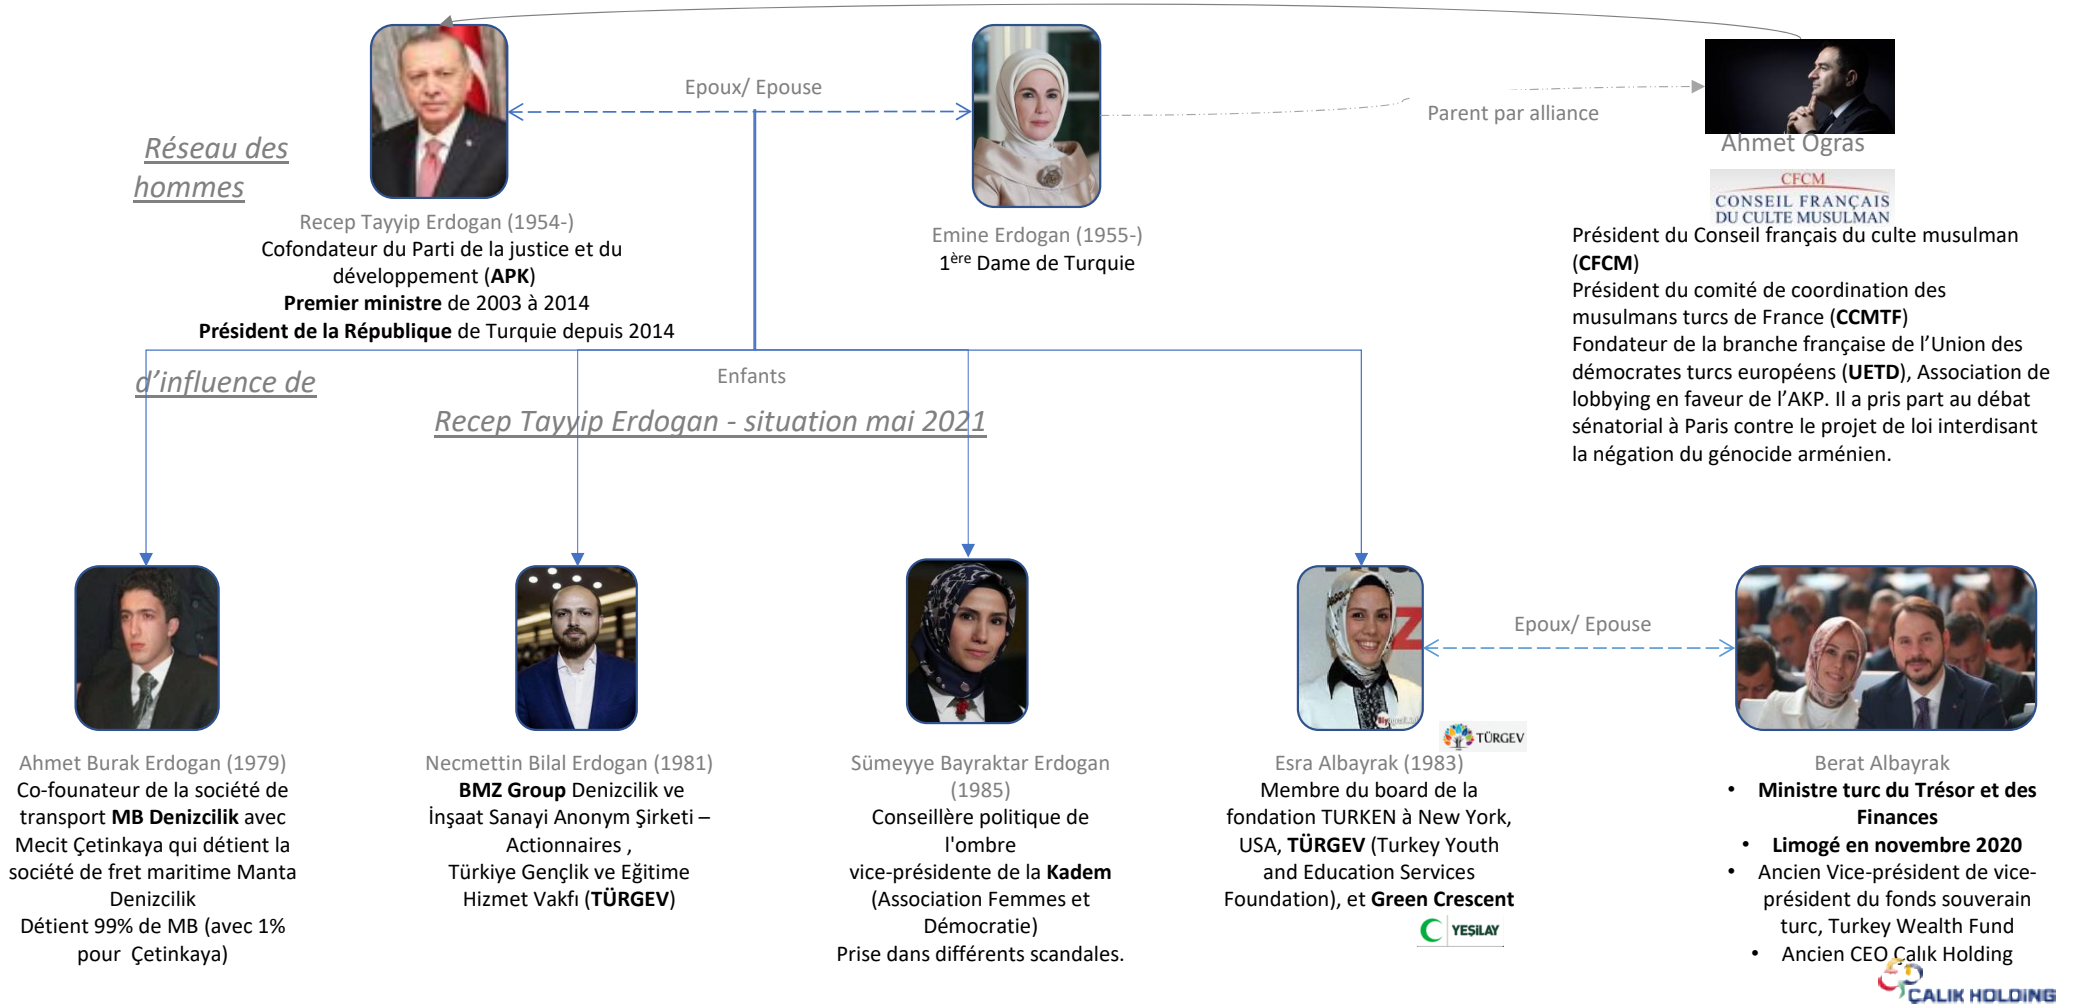 Epoux/ Epouse
Parent par alliance
Réseau des
hommes
d’influence de
Recep Tayyip Erdogan - situation mai 2021
Recep Tayyip Erdogan (1954-)
Cofondateur du Parti de la justice et du
développement (APK)
Premier ministre de 2003 à 2014
Président de la République de Turquie depuis 2014
Emine Erdogan (1955-)
1ère Dame de Turquie
Ahmet Ogras
CFCM
CONSEIL FRANÇAIS
DU CULTE MUSULMAN
Président du Conseil français du culte musulman
(CFCM)
Président du comité de coordination des
musulmans turcs de France (CCMTF)
Fondateur de la branche française de l’Union des
démocrates turcs européens (UETD), Association de
lobbying en faveur de l’AKP. Il a pris part au débat
sénatorial à Paris contre le projet de loi interdisant
la négation du génocide arménien.
Enfants
Ahmet Burak Erdogan (1979)
Co-founateur de la société de
transport MB Denizcilik avec
Mecit Çetinkaya qui détient la
société de fret maritime Manta
Denizcilik
Détient 99% de MB (avec 1%
pour Çetinkaya)
Necmettin Bilal Erdogan (1981)
BMZ Group Denizcilik ve
İnşaat Sanayi Anonym Şirketi –
Actionnaires ,
Türkiye Gençlik ve Eğitime
Hizmet Vakfı (TÜRGEV)
Sümeyye Bayraktar Erdogan
(1985)
Conseillère politique de
l'ombre
vice-présidente de la Kadem
(Association Femmes et
Démocratie)
Prise dans différents scandales.
TÜRGEV
Esra Albayrak (1983)
Membre du board de la
fondation TURKEN à New York,
USA, TÜRGEV (Turkey Youth
and Education Services
Foundation), et Green Crescent
YEŞİLAY
Epoux/ Epouse
Berat Albayrak
• Ministre turc du Trésor et des
Finances
• Limogé en novembre 2020
• Ancien Vice-président de vice-
président du fonds souverain
turc, Turkey Wealth Fund
• Ancien CEO Çalık Holding
ÇALIK HOLDING